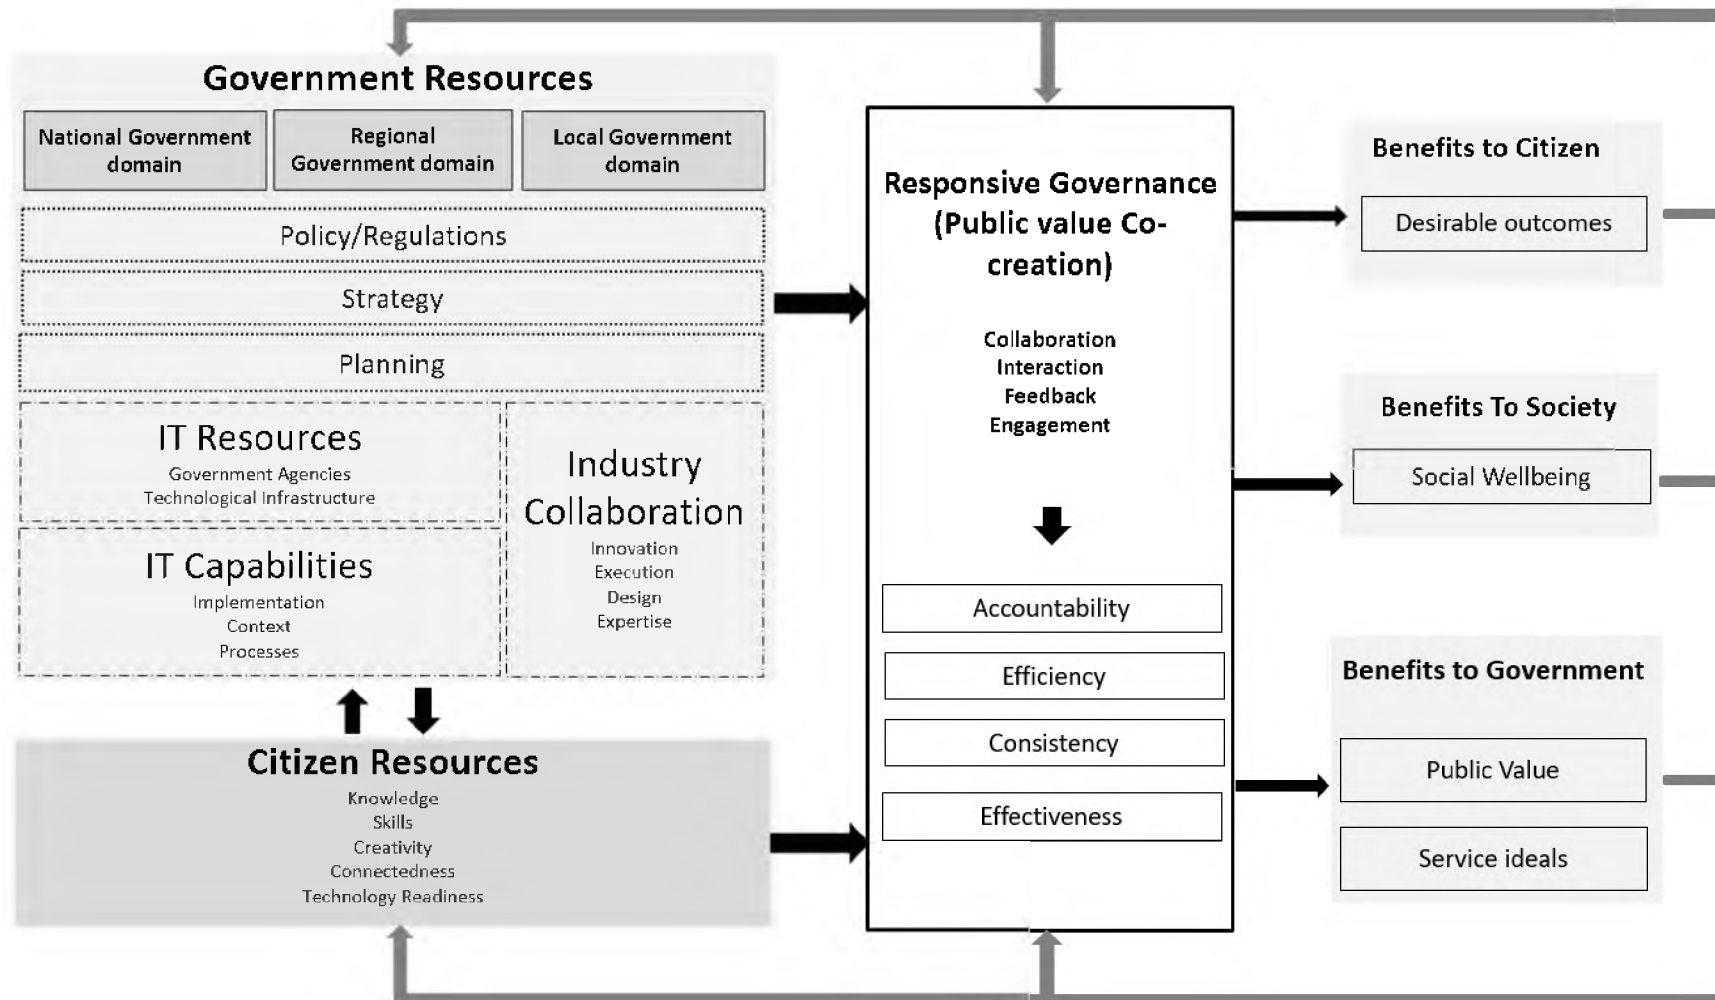 Government Resources
National Government
domain
Regional
Government domain
Local Government
domain
Policy/Regulations
Strategy
Planning
IT Resources
Government Agencies
Technological Infrastructure
IT Capabilities
Implementation
Context
Processes
Industry
Collaboration
Innovation
Execution
Design
Expertise
Citizen Resources
Knowledge
Skills
Creativity
Connectedness
Technology Readiness
Responsive Governance
(Public value Co-
creation)
Collaboration
Interaction
Feedback
Engagement
Accountability
Efficiency
Consistency
Effectiveness
Benefits to Citizen
Desirable outcomes
Benefits To Society
Social Wellbeing
Benefits to Government
Public Value
Service ideals